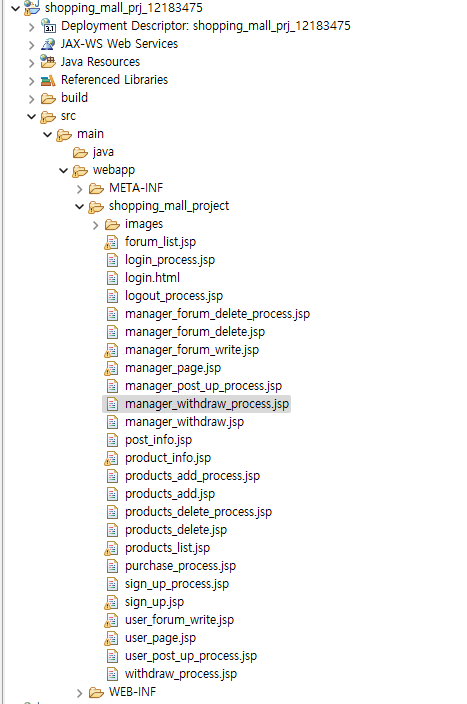 shopping_mall_prj_12183475
Deployment Descriptor: shopping_mall_prj_12183475
JAX-WS Web Services
Java Resources
Referenced Libraries
build
src
main
java
webapp
META-INF
shopping_mall_project
images
forum_list.jsp
login_process.jsp
login.html
logout_process.jsp
manager_forum_delete_process.jsp
manager_forum_delete.jsp
manager_forum_write.jsp
manager_page.jsp
manager_post_up_process.jsp
manager_withdraw_process.jsp
manager_withdraw.jsp
post_info.jsp
product_info.jsp
products_add_process.jsp
products_add.jsp
products_delete_process.jsp
products_delete.jsp
products_list.jsp
purchase_process.jsp
sign_up_process.jsp
sign_up.jsp
user_forum_write.jsp
user_page.jsp
user_post_up_process.jsp
withdraw_process.jsp
WEB-INF